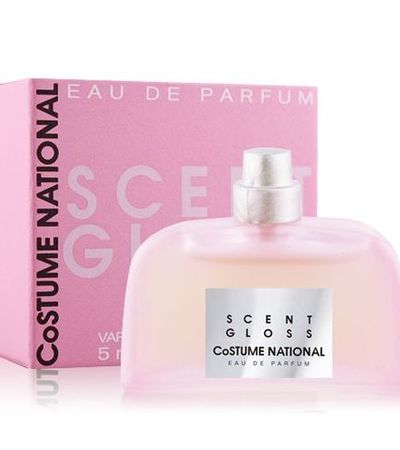 EAU DE PARFUM
CoSTUME NATIONAL
SCENT
GL
VAP
5 m
SCENT
GLOSS
CoSTUME NATIONAL
EAU DE PARFUM